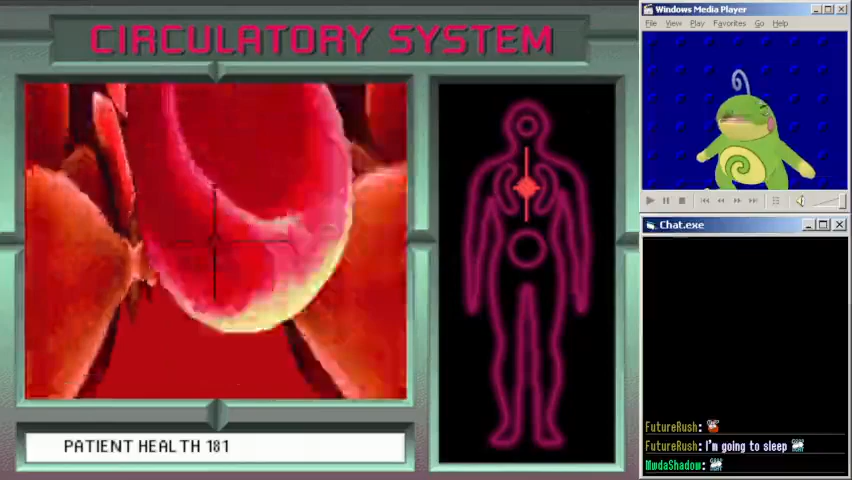 CIRCULATORY SYSTEM
PATIENT HEALTH 181
Windows Media Player
File View Play Favorites Go Help
Chat.exe
FutureRush:
FutureRush: I'm going to sleep
MwdaShadow: